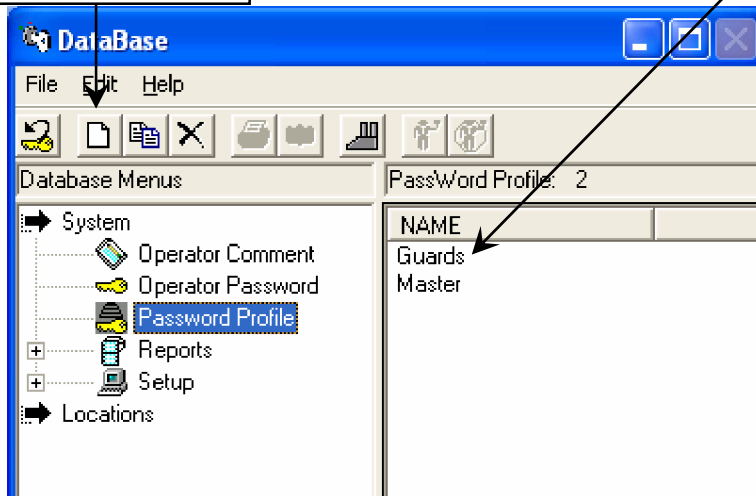 DataBase
File Edit Help
Database Menus
PassWord Profile: 2
System
Operator Comment
Operator Password
Password Profile
Reports
Setup
Locations
NAME
Guards
Master